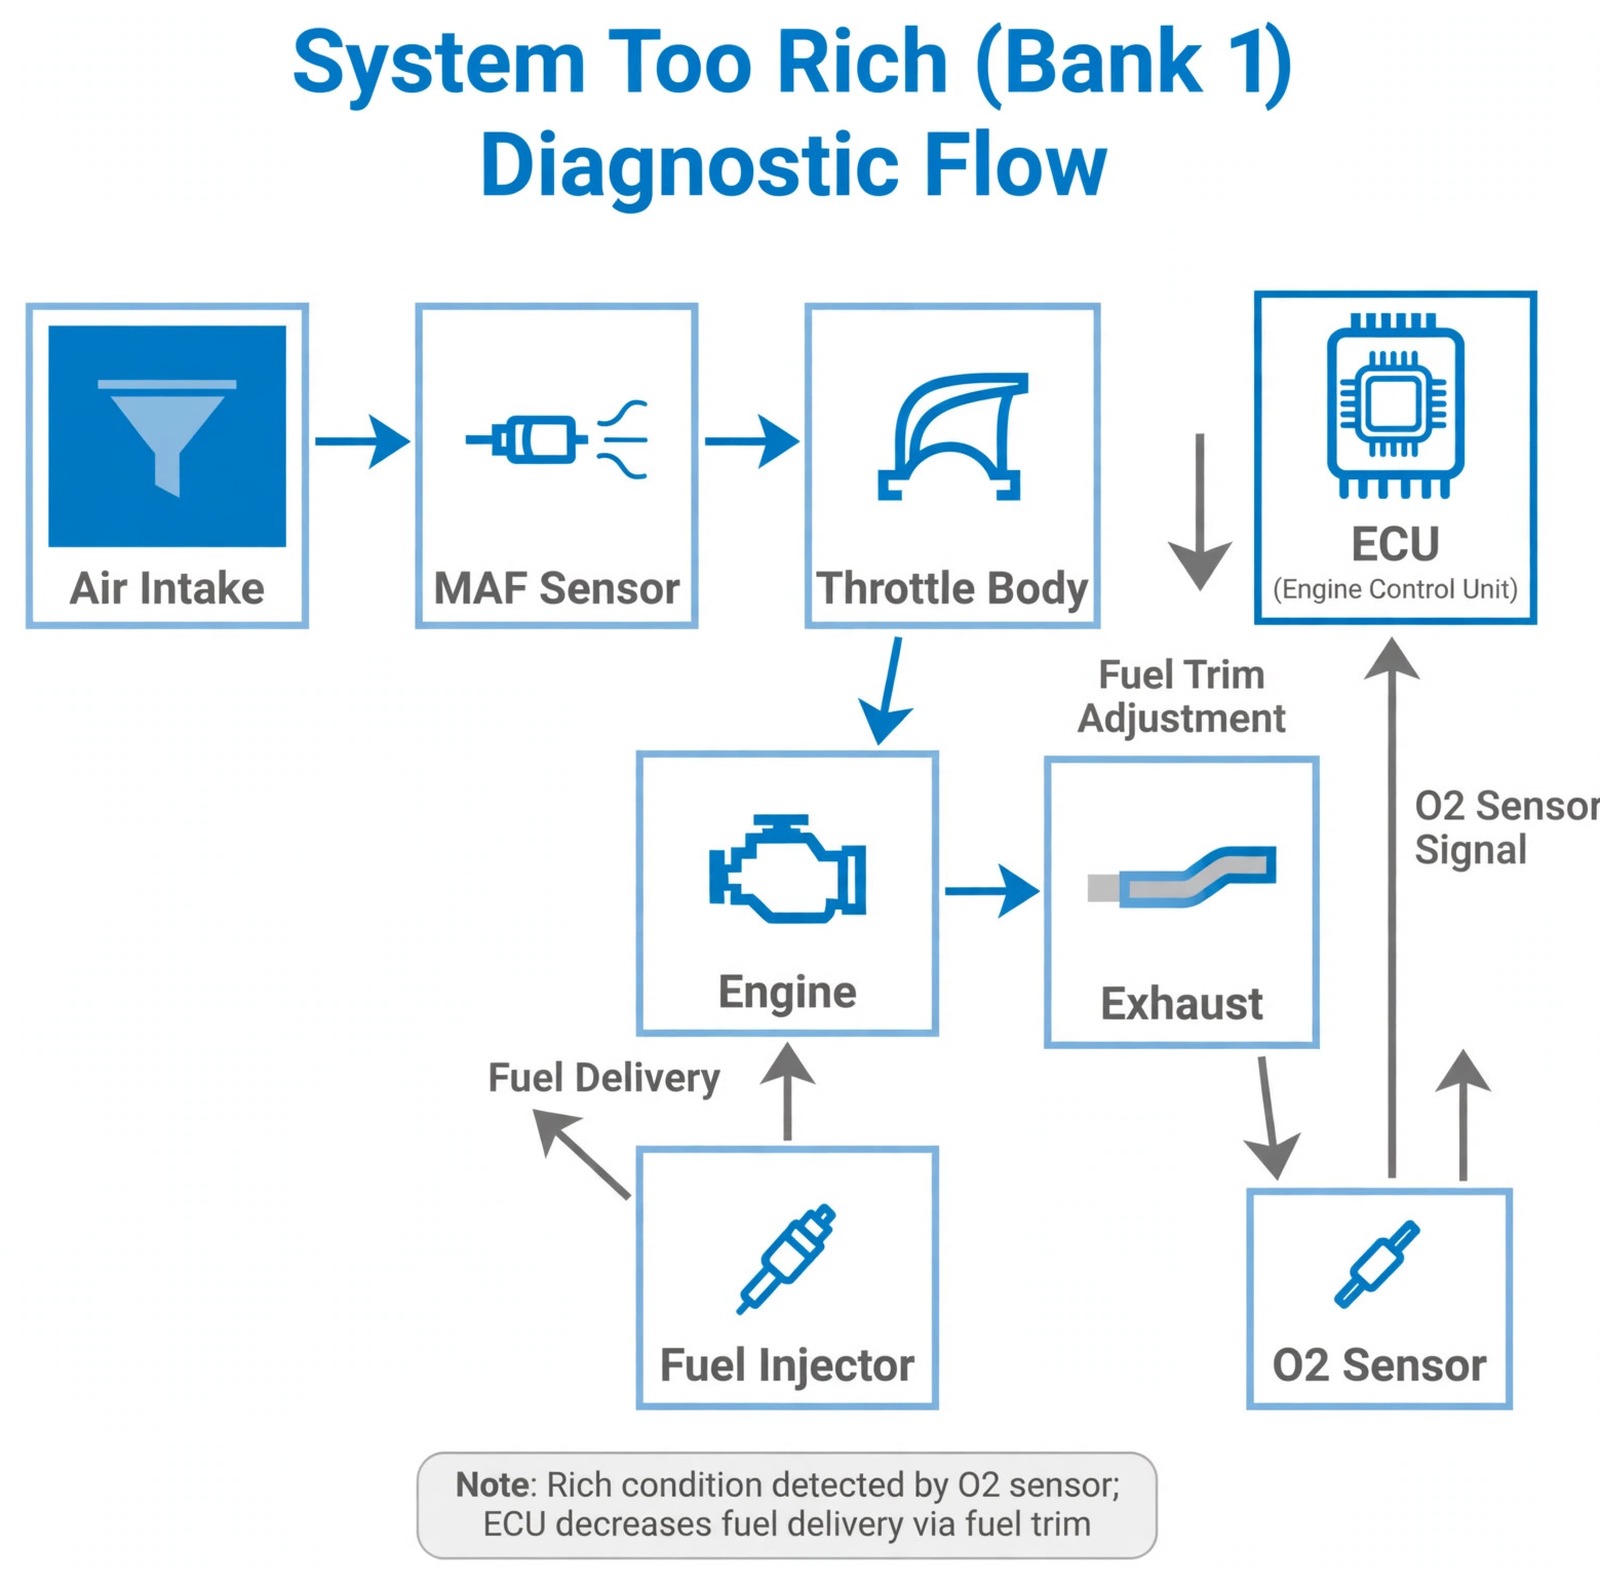 System Too Rich (Bank 1)
Diagnostic Flow
Air Intake
MAF Sensor
Throttle Body
ECU
(Engine Control Unit)
Fuel Trim
Adjustment
O2 Sensor
Signal
Engine
Exhaust
Fuel Delivery
Fuel Injector
O2 Sensor
Note: Rich condition detected by O2 sensor;
ECU decreases fuel delivery via fuel trim